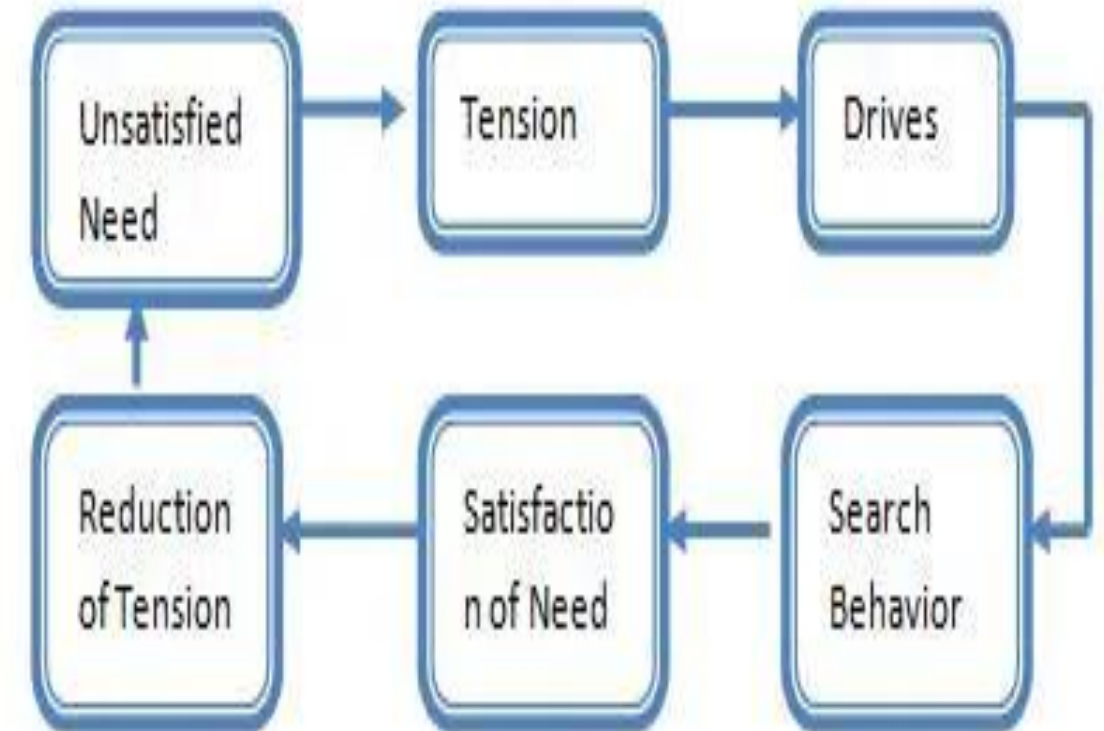 Unsatisfied
Need
Tension
Drives
Search
Behavior
Satisfactio
n of Need
Reduction
of Tension